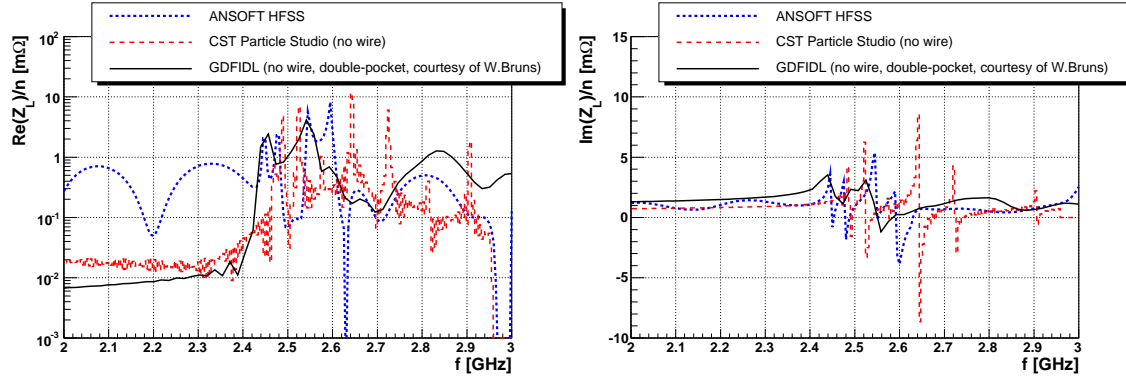 ANSOFT HFSS
CST Particle Studio (no wire)
GDFIDL (no wire, double-pocket, courtesy of W.Bruns)
Re(Z_L)/n [mΩ]
10^2
10
1
10^-1
10^-2
10^-3
2 2.1 2.2 2.3 2.4 2.5 2.6 2.7 2.8 2.9 3
f [GHz]
ANSOFT HFSS
CST Particle Studio (no wire)
GDFIDL (no wire, double-pocket, courtesy of W.Bruns)
Im(Z_L)/n [mΩ]
15
10
5
0
-5
-10
2 2.1 2.2 2.3 2.4 2.5 2.6 2.7 2.8 2.9 3
f [GHz]